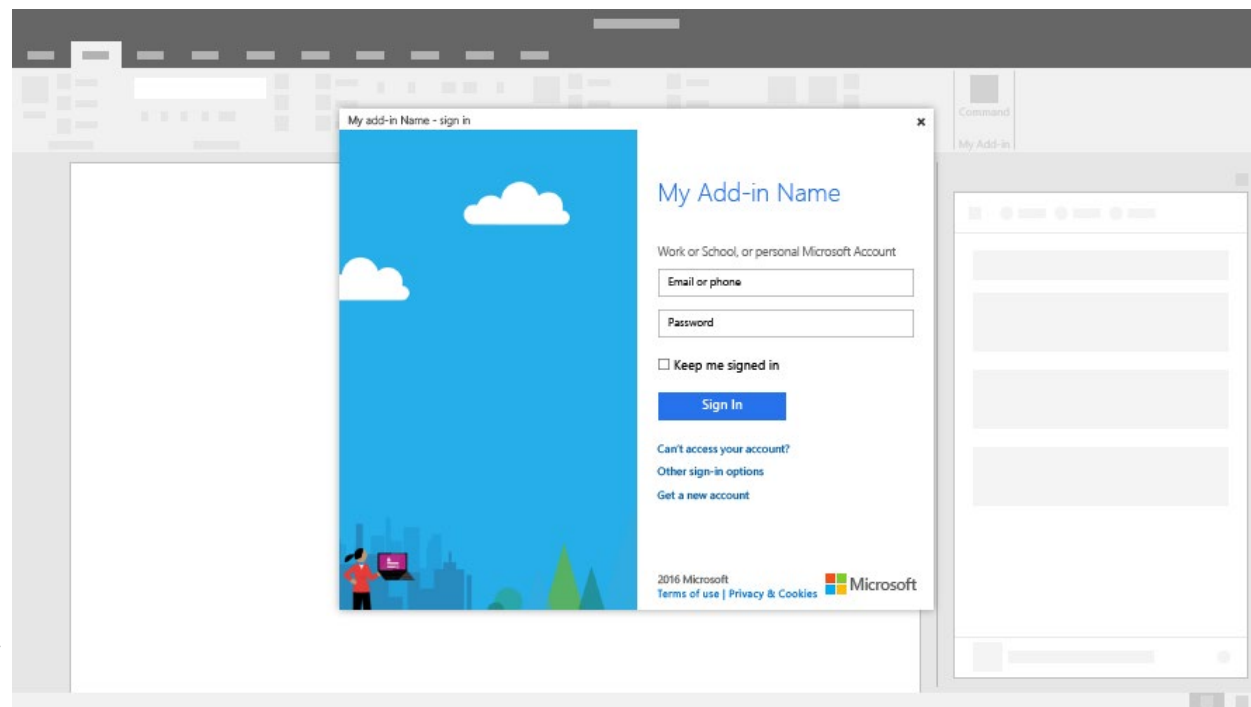 Command
My Add-in
My add-in Name - sign in
My Add-in Name
Work or School, or personal Microsoft Account
Email or phone
Password
Keep me signed in
Sign In
Can't access your account?
Other sign-in options
Get a new account
2016 Microsoft
Terms of use | Privacy & Cookies
Microsoft